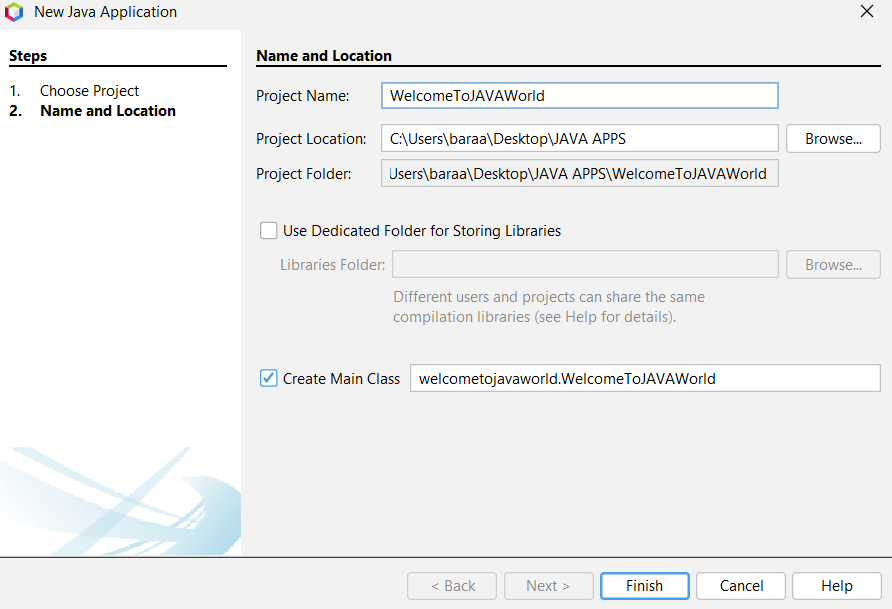 New Java Application
Steps
1. Choose Project
2. Name and Location
Name and Location
Project Name: WelcomeToJAVAWorld
Project Location: C:\Users\baraa\Desktop\JAVA APPS Browse...
Project Folder: Users\baraa\Desktop\JAVA APPS\WelcomeToJAVAWorld
Use Dedicated Folder for Storing Libraries
Libraries Folder: Browse...
Different users and projects can share the same
compilation libraries (see Help for details).
Create Main Class welcometojavaworld.WelcomeToJAVAWorld
< Back Next > Finish Cancel Help